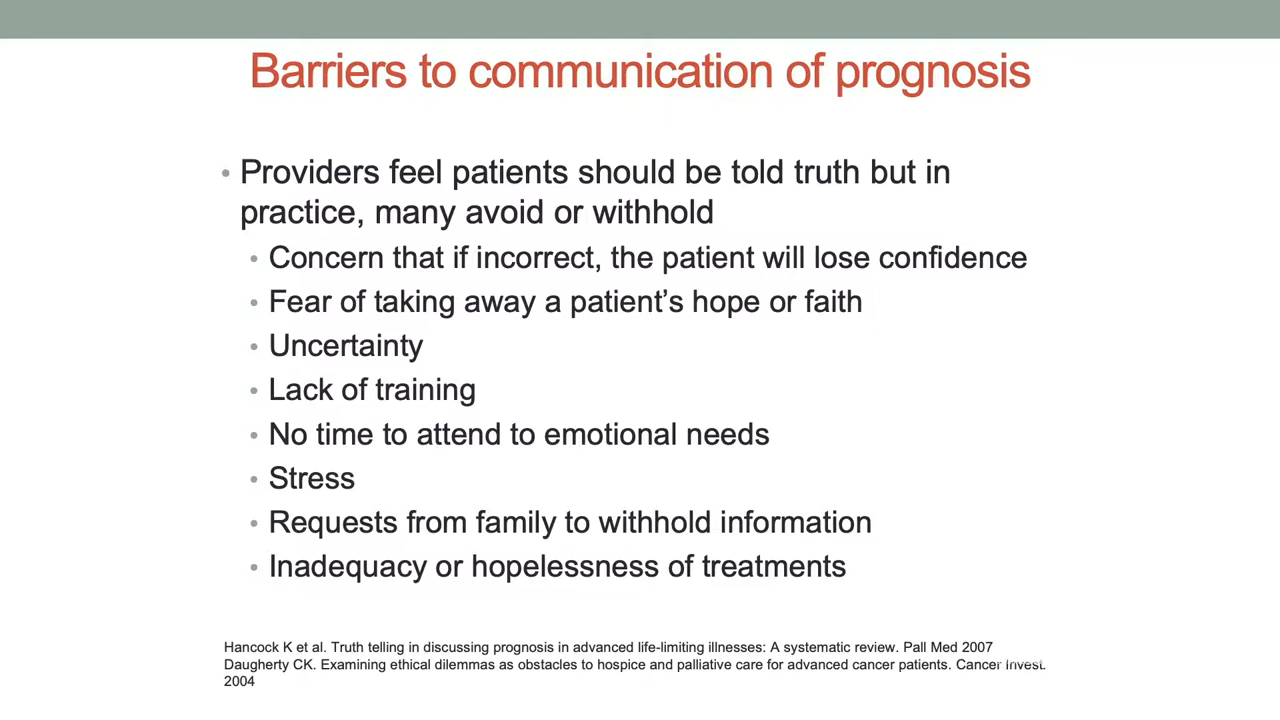 Barriers to communication of prognosis
• Providers feel patients should be told truth but in
practice, many avoid or withhold
• Concern that if incorrect, the patient will lose confidence
• Fear of taking away a patient’s hope or faith
• Uncertainty
• Lack of training
• No time to attend to emotional needs
• Stress
• Requests from family to withhold information
• Inadequacy or hopelessness of treatments
Hancock K et al. Truth telling in discussing prognosis in advanced life-limiting illnesses: A systematic review. Pall Med 2007
Daugherty CK. Examining ethical dilemmas as obstacles to hospice and palliative care for advanced cancer patients. Cancer Invest.
2004